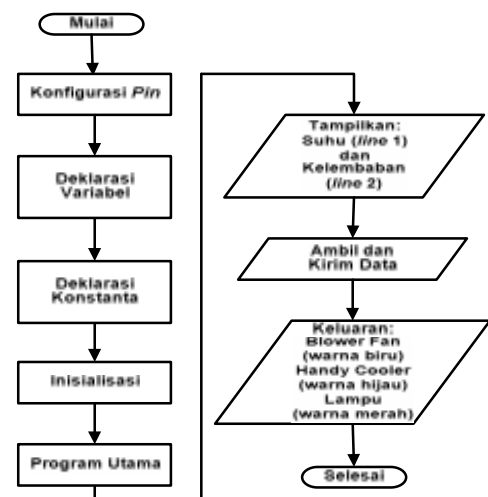 Mulai
Konfigurasi Pin
Deklarasi
Variabel
Deklarasi
Konstanta
Inisialisasi
Program Utama
Tampilkan:
Suhu (line 1)
dan
Kelembaban
(line 2)
Ambil dan
Kirim Data
Keluaran:
Blower Fan
(warna biru)
Handy Cooler
(warna hijau)
Lampu
(warna merah)
Selesai